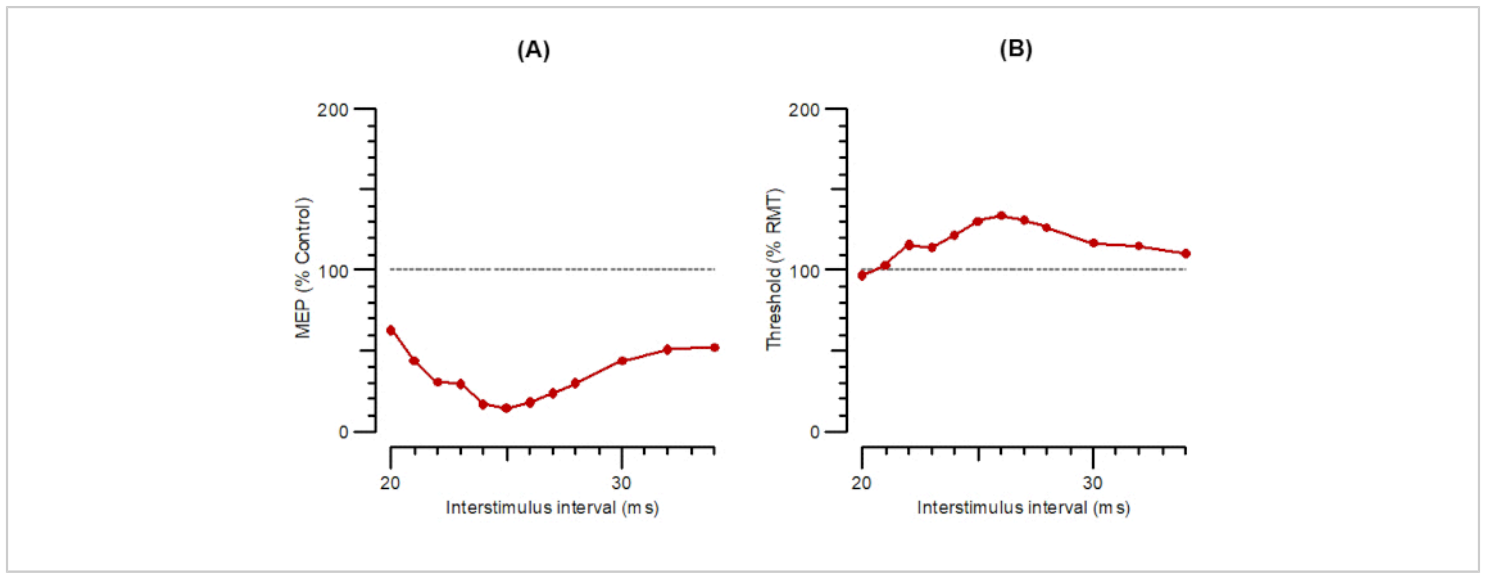 (A)
200
100
0
MEP (% Control)
20
30
Interstimulus interval (ms)
(B)
200
100
0
Threshold (% RMT)
20
30
Interstimulus interval (ms)